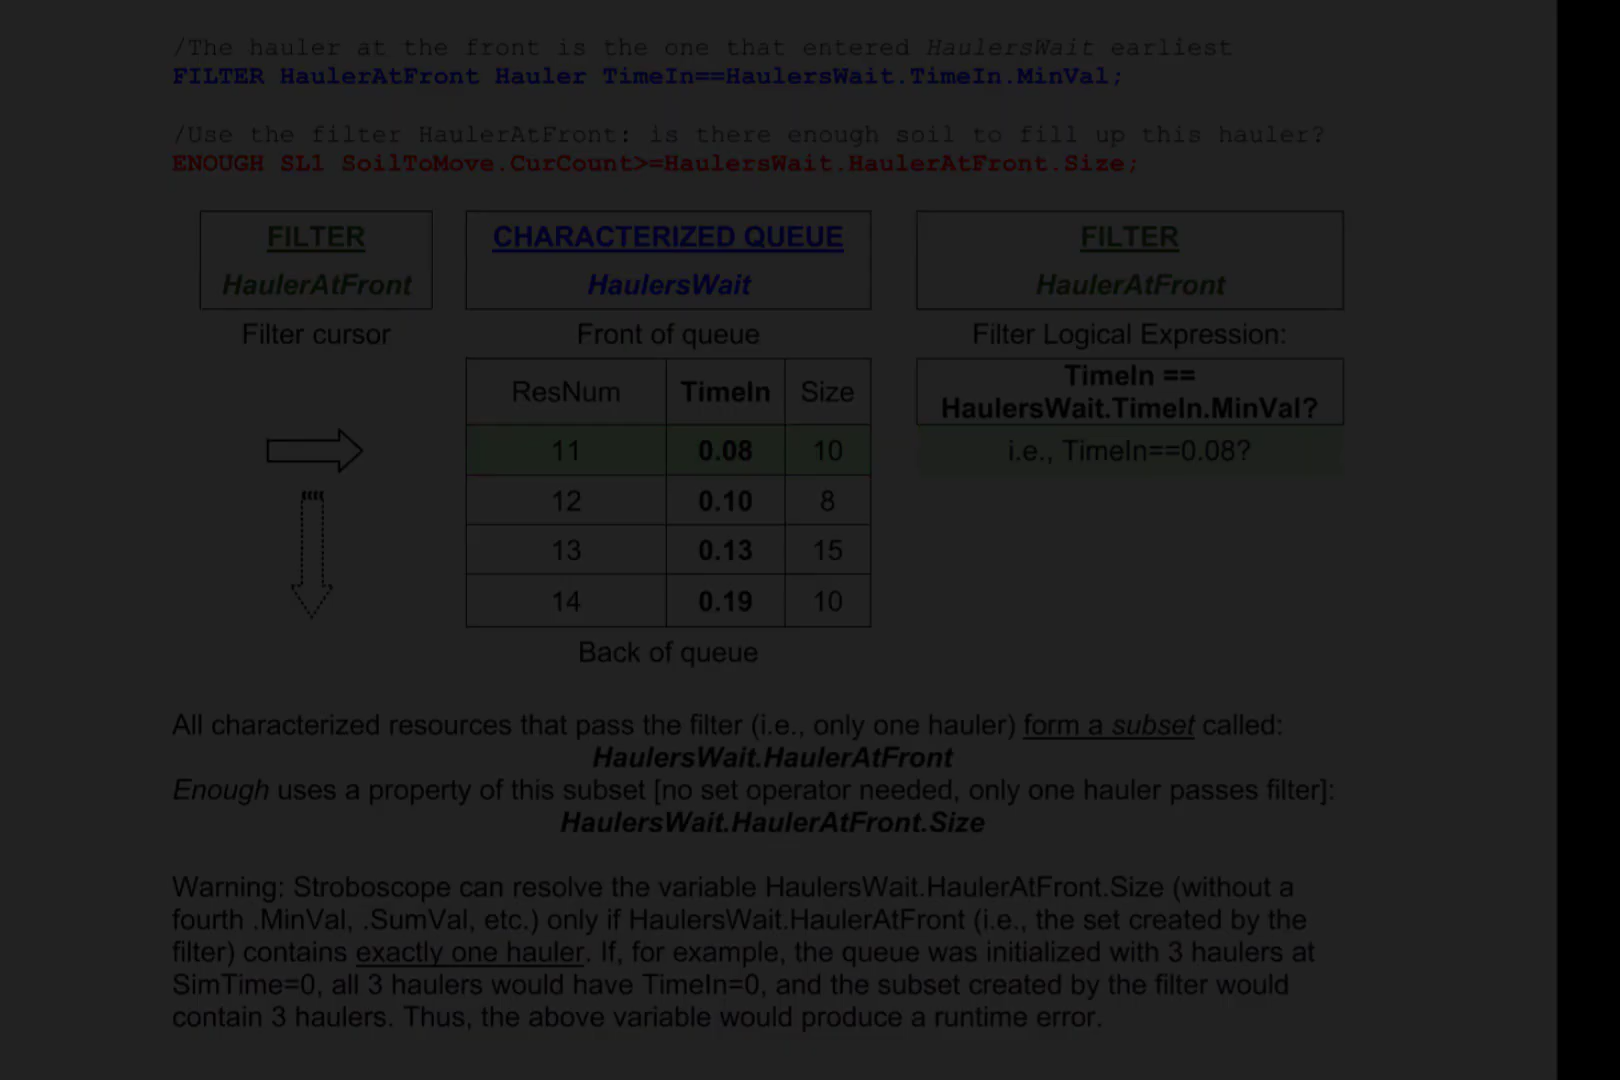 /The hauler at the front is the one that entered HaulersWait earliest
FILTER HaulerAtFront Hauler TimeIn==HaulersWait.TimeIn.MinVal;
/Use the filter HaulerAtFront: is there enough soil to fill up this hauler?
ENOUGH SL1 SoilToMove.CurCount>=HaulersWait.HaulerAtFront.Size;
FILTER
HaulerAtFront
Filter cursor
CHARACTERIZED QUEUE
HaulersWait
Front of queue
ResNum TimeIn Size
11 0.08 10
12 0.10 8
13 0.13 15
14 0.19 10
Back of queue
FILTER
HaulerAtFront
Filter Logical Expression:
TimeIn ==
HaulersWait.TimeIn.MinVal?
i.e., TimeIn==0.08?
All characterized resources that pass the filter (i.e., only one hauler) form a subset called:
HaulersWait.HaulerAtFront
Enough uses a property of this subset [no set operator needed, only one hauler passes filter]:
HaulersWait.HaulerAtFront.Size
Warning: Stroboscope can resolve the variable HaulersWait.HaulerAtFront.Size (without a
fourth .MinVal, .SumVal, etc.) only if HaulersWait.HaulerAtFront (i.e., the set created by the
filter) contains exactly one hauler. If, for example, the queue was initialized with 3 haulers at
SimTime=0, all 3 haulers would have TimeIn=0, and the subset created by the filter would
contain 3 haulers. Thus, the above variable would produce a runtime error.